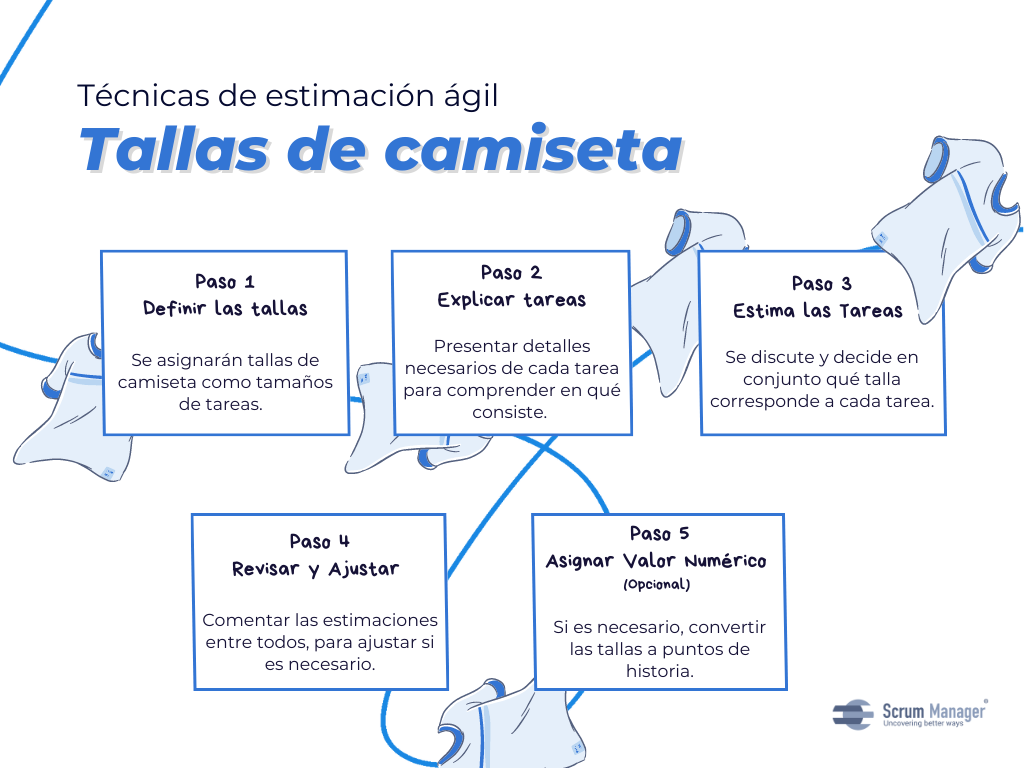 Técnicas de estimación ágil
Tallas de camiseta
Paso 1
Definir las tallas
Se asignarán tallas de
camiseta como tamaños
de tareas.
Paso 2
Explicar tareas
Presentar detalles
necesarios de cada tarea
para comprender en qué
consiste.
Paso 3
Estima las Tareas
Se discute y decide en
conjunto qué talla
corresponde a cada tarea.
Paso 4
Revisar y Ajustar
Comentar las estimaciones
entre todos, para ajustar si
es necesario.
Paso 5
Asignar Valor Numérico
(Opcional)
Si es necesario, convertir
las tallas a puntos de
historia.
Scrum Manager®
Uncovering better ways